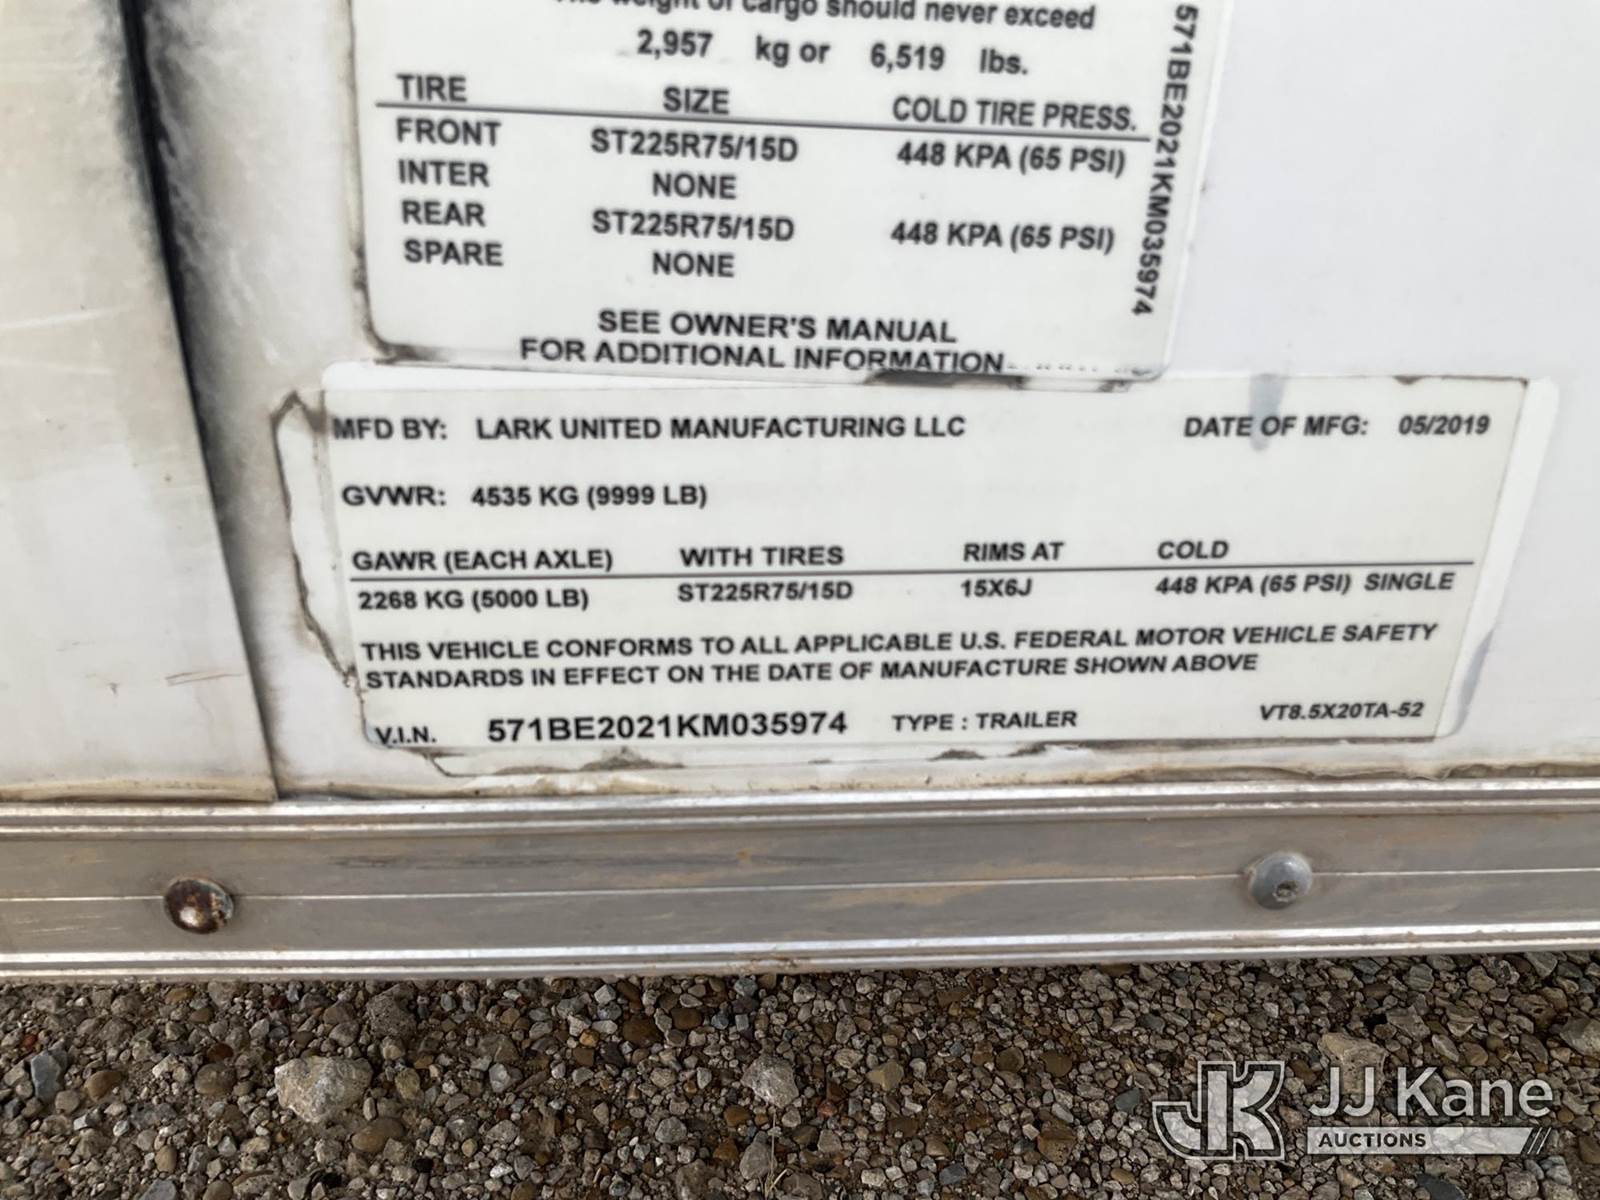 The weight of cargo should never exceed
2,957 kg or 6,519 lbs.
TIRE SIZE COLD TIRE PRESS.
FRONT ST225R75/15D 448 KPA (65 PSI)
INTER NONE
REAR ST225R75/15D 448 KPA (65 PSI)
SPARE NONE
SEE OWNER'S MANUAL
FOR ADDITIONAL INFORMATION
571BE2021KM035974
MFD BY: LARK UNITED MANUFACTURING LLC DATE OF MFG: 05/2019
GVWR: 4535 KG (9999 LB)
GAWR (EACH AXLE) WITH TIRES RIMS AT COLD
2268 KG (5000 LB) ST225R75/15D 15X6J 448 KPA (65 PSI) SINGLE
THIS VEHICLE CONFORMS TO ALL APPLICABLE U.S. FEDERAL MOTOR VEHICLE SAFETY
STANDARDS IN EFFECT ON THE DATE OF MANUFACTURE SHOWN ABOVE
V.I.N. 571BE2021KM035974 TYPE : TRAILER VT8.5X20TA-52
JK JJ Kane
AUCTIONS